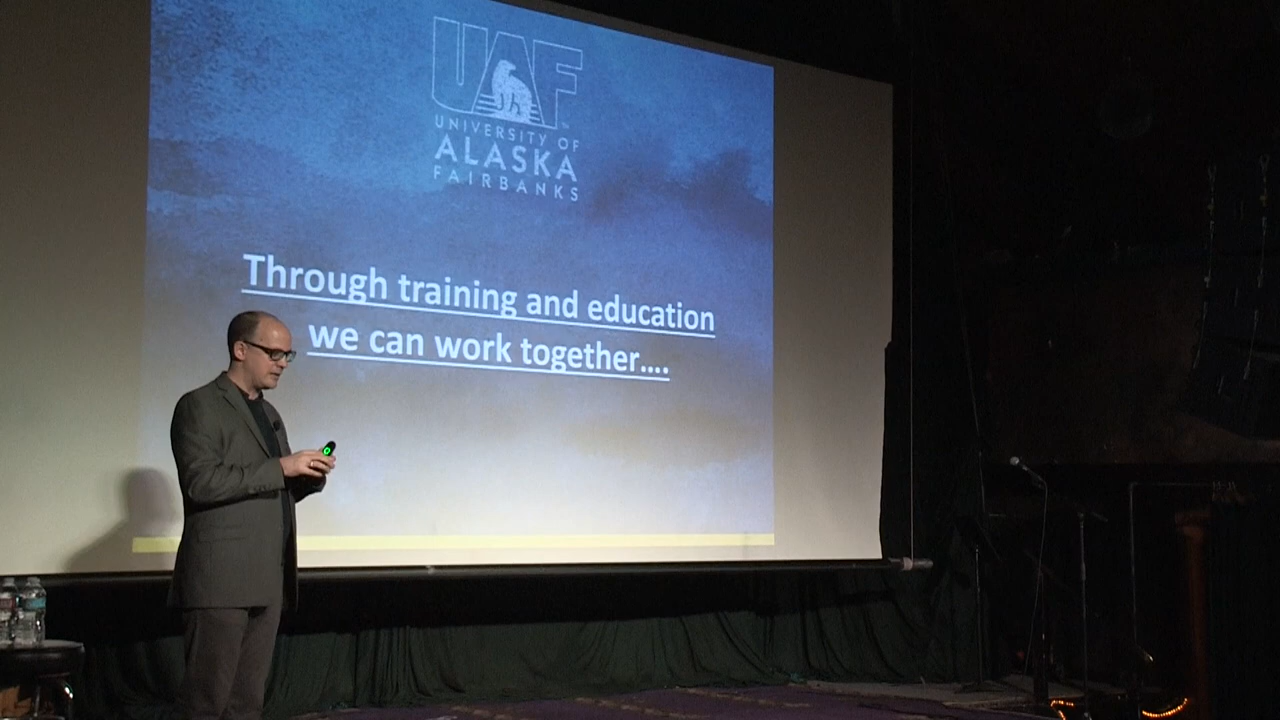 UAF
UNIVERSITY OF
ALASKA
FAIRBANKS
Through training and education
we can work together....